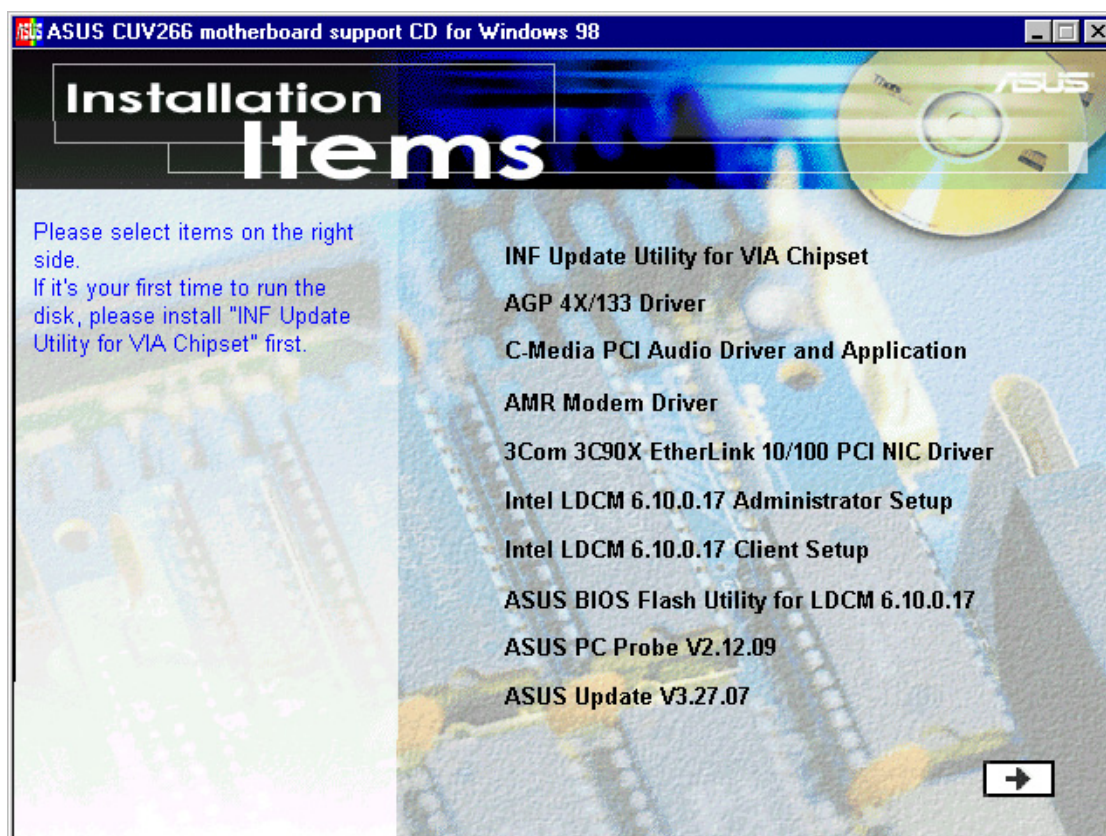 ASUS CUV266 motherboard support CD for Windows 98
Installation
Items
ASUS
Please select items on the right
side.
If it's your first time to run the
disk, please install "INF Update
Utility for VIA Chipset" first.
INF Update Utility for VIA Chipset
AGP 4X/133 Driver
C-Media PCI Audio Driver and Application
AMR Modem Driver
3Com 3C90X EtherLink 10/100 PCI NIC Driver
Intel LDCM 6.10.0.17 Administrator Setup
Intel LDCM 6.10.0.17 Client Setup
ASUS BIOS Flash Utility for LDCM 6.10.0.17
ASUS PC Probe V2.12.09
ASUS Update V3.27.07